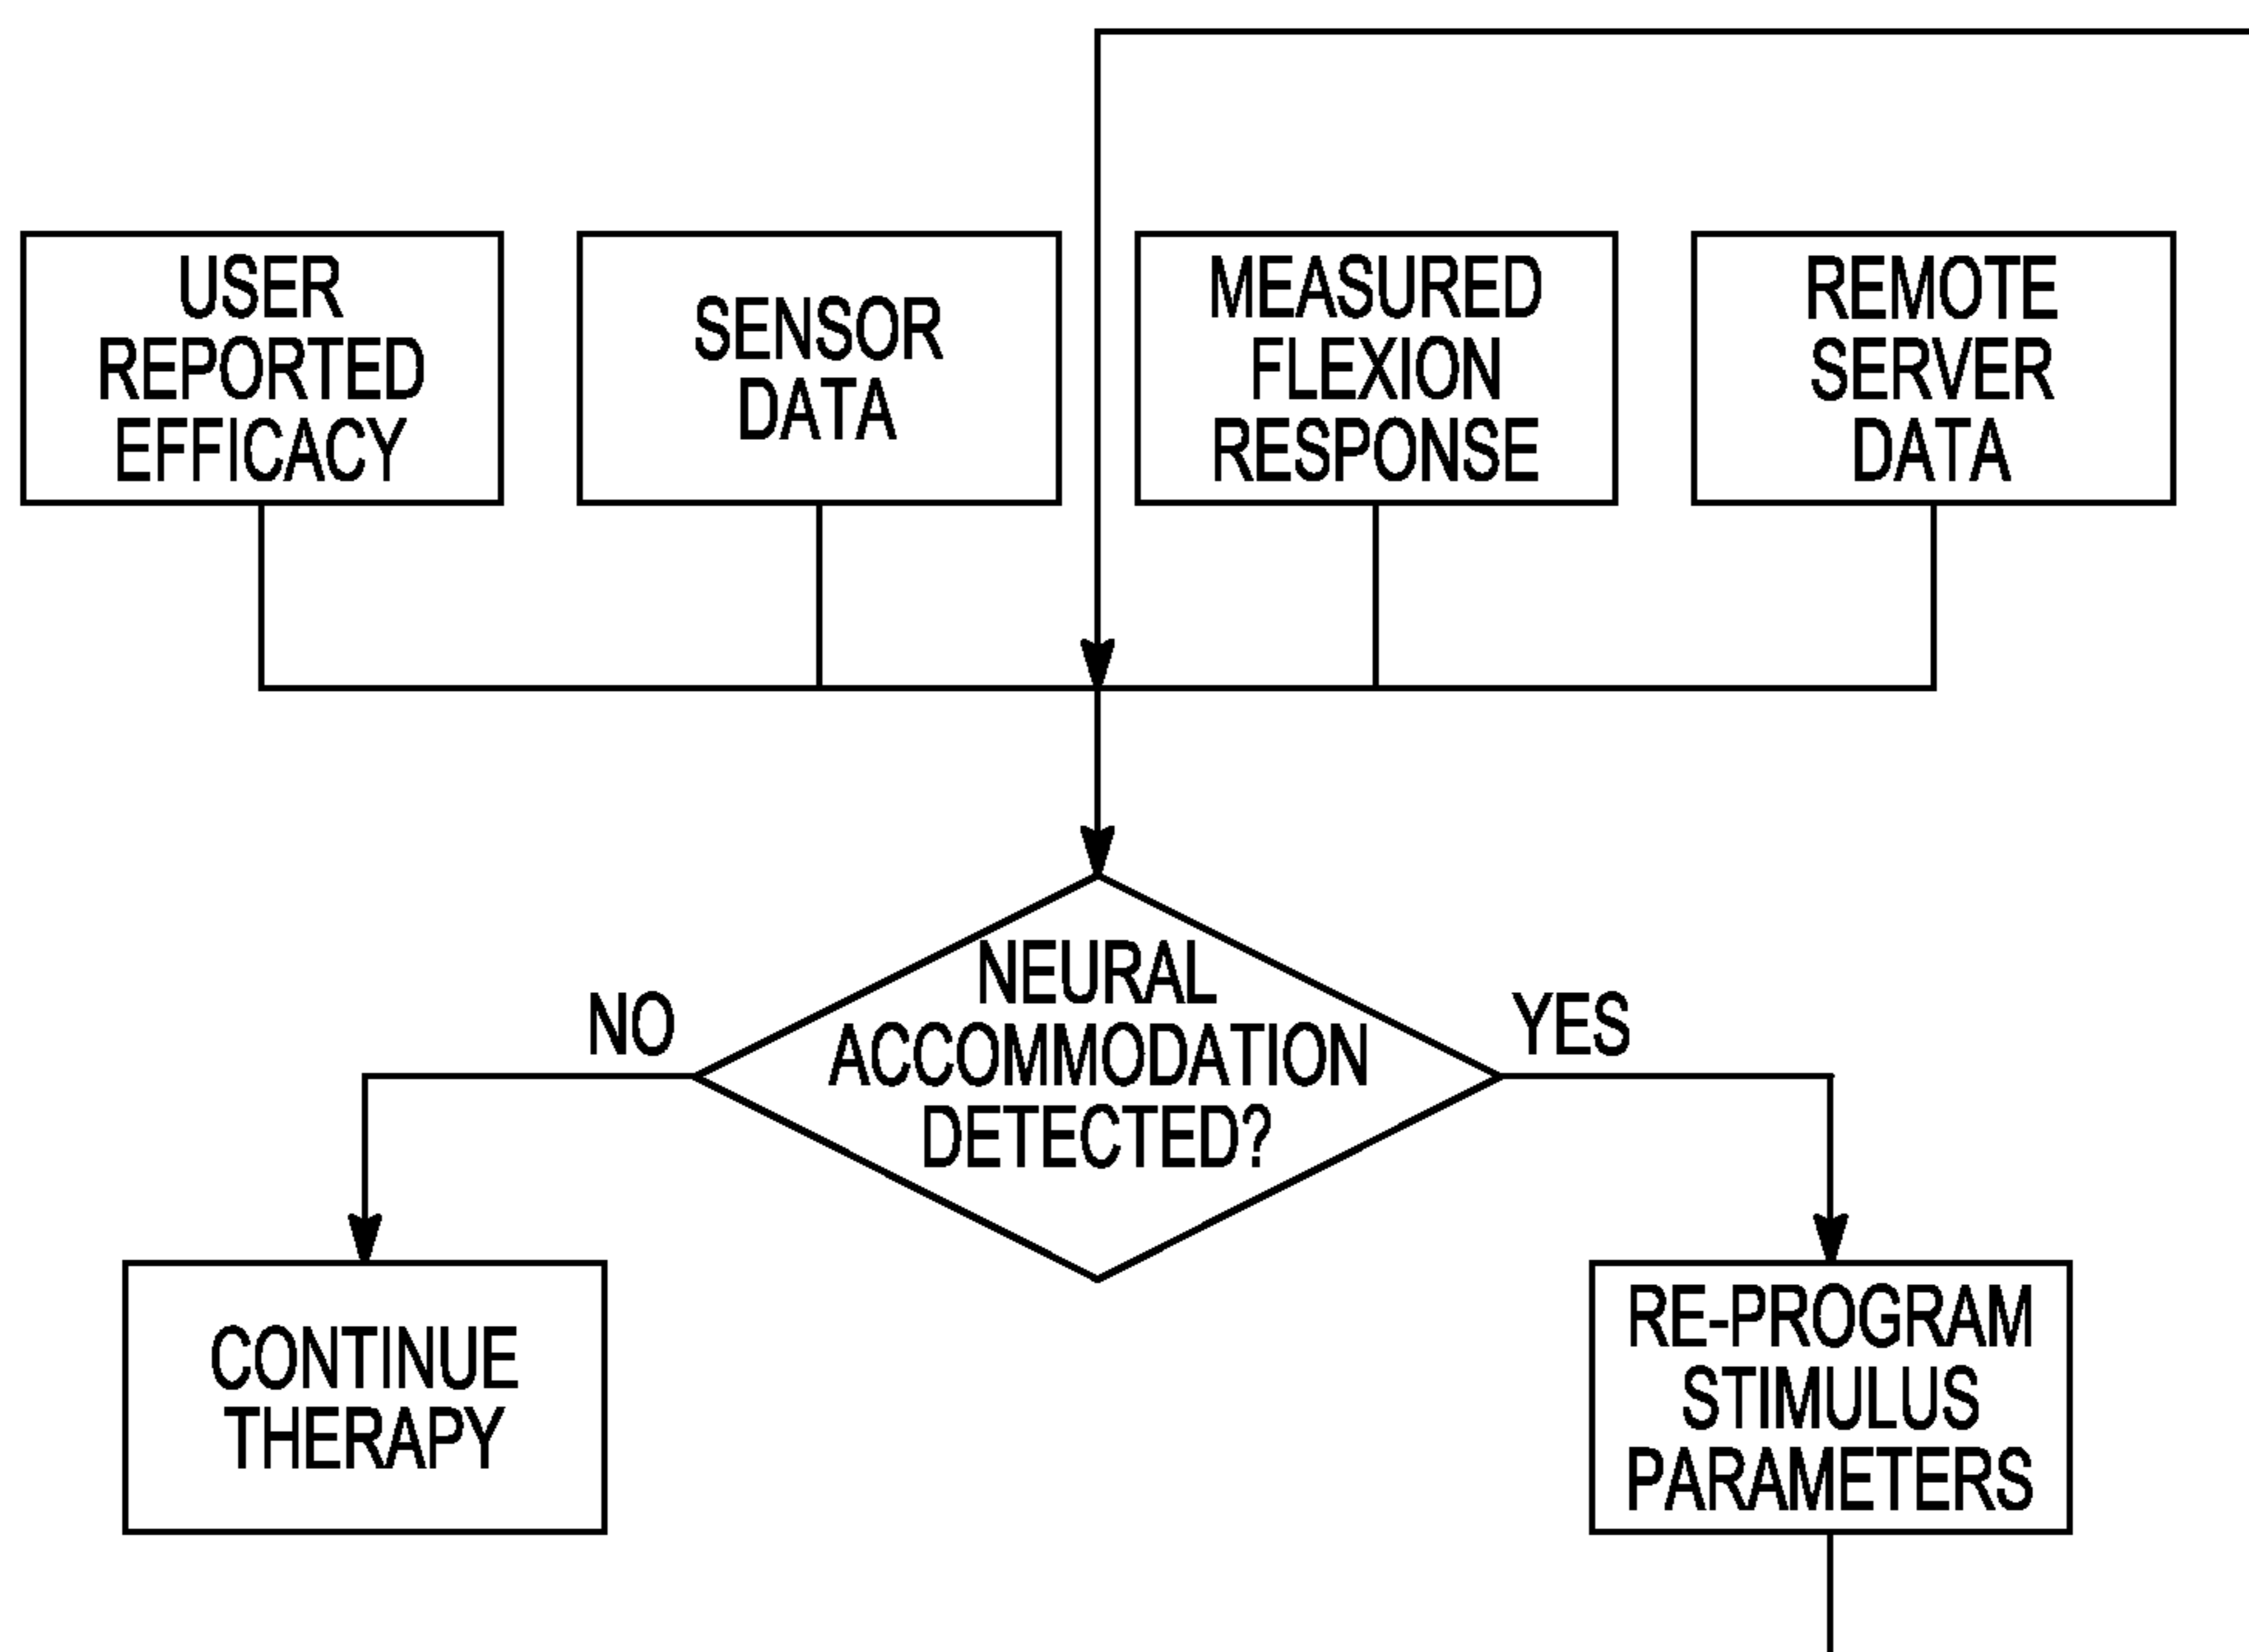 USER
REPORTED
EFFICACY
SENSOR
DATA
MEASURED
FLEXION
RESPONSE
REMOTE
SERVER
DATA
NEURAL
ACCOMMODATION
DETECTED?
NO
YES
CONTINUE
THERAPY
RE-PROGRAM
STIMULUS
PARAMETERS